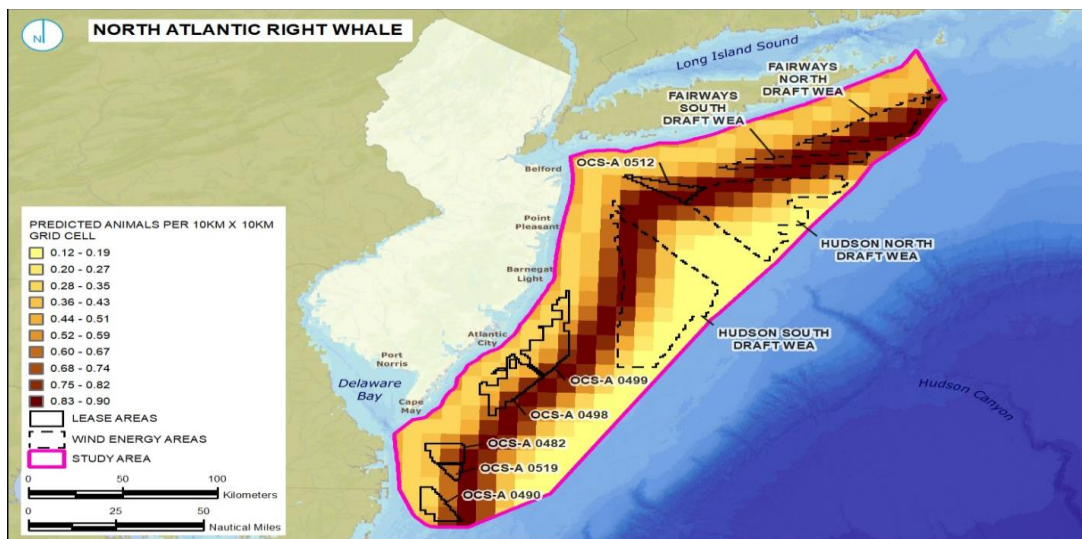 N
NORTH ATLANTIC RIGHT WHALE
Long Island Sound
FAIRWAYS
NORTH
DRAFT WEA
FAIRWAYS
SOUTH
DRAFT WEA
OCS-A 0512
Belford
Point
Pleasant
Barnegat
Light
HUDSON NORTH
DRAFT WEA
HUDSON SOUTH
DRAFT WEA
Atlantic
City
Port
Norris
Delaware
Bay
Cape
May
OCS-A 0499
OCS-A 0498
OCS-A 0482
OCS-A 0519
OCS-A 0490
Hudson Canyon
PREDICTED ANIMALS PER 10KM X 10KM
GRID CELL
0.12 - 0.19
0.20 - 0.27
0.28 - 0.35
0.36 - 0.43
0.44 - 0.51
0.52 - 0.59
0.60 - 0.67
0.68 - 0.74
0.75 - 0.82
0.83 - 0.90
LEASE AREAS
WIND ENERGY AREAS
STUDY AREA
0 50 100
Kilometers
0 25 50
Nautical Miles